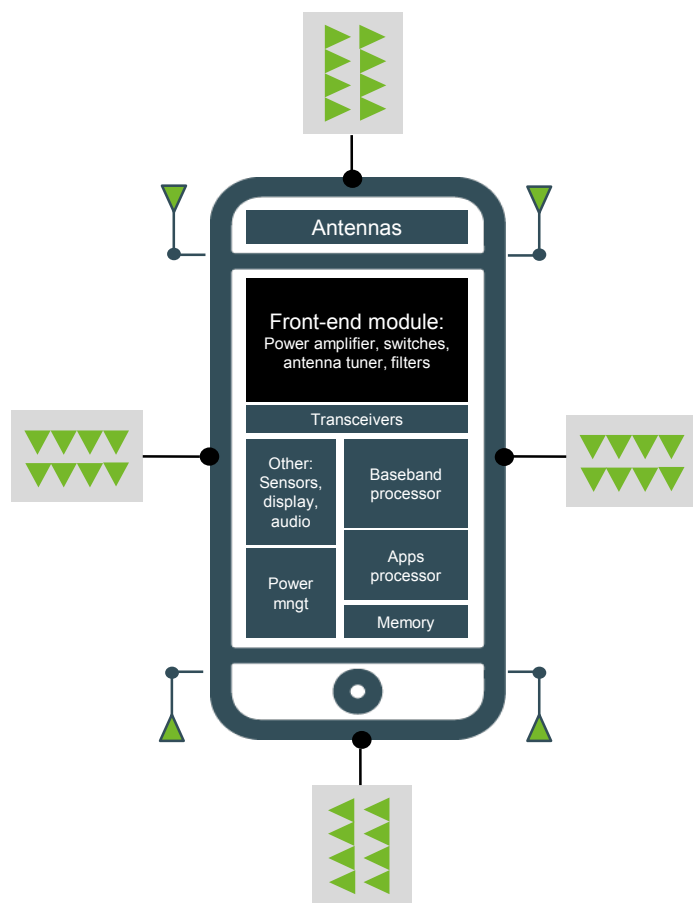 Antennas
Front-end module:
Power amplifier, switches,
antenna tuner, filters
Transceivers
Other:
Sensors,
display,
audio
Baseband
processor
Power
mngt
Apps
processor
Memory